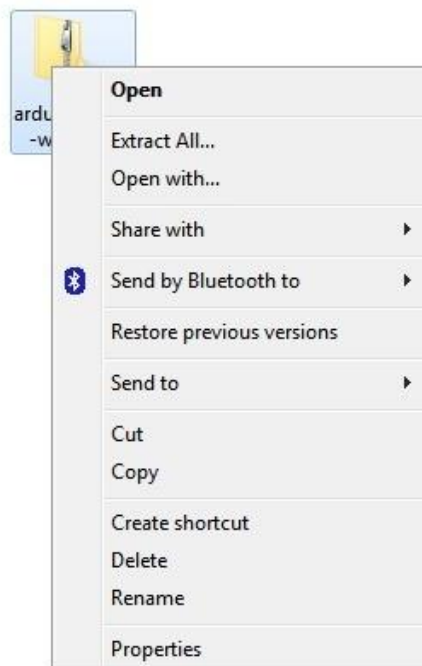 ardu
-w
Open
Extract All...
Open with...
Share with
Send by Bluetooth to
Restore previous versions
Send to
Cut
Copy
Create shortcut
Delete
Rename
Properties